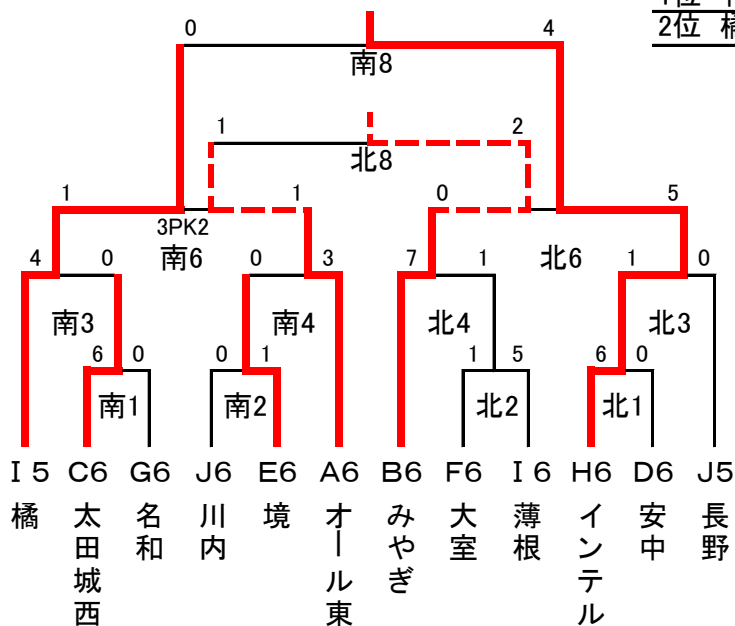 2位 橘
0 4
南8
1 2
北8
1 1 0 5
3PK2
南6 北6
4 0 0 3 7 1 1 0
南3 南4 北4 北3
6 0 0 1 1 5 6 0
南1 南2 北2 北1
I5 C6 G6 J6 E6 A6 B6 F6 I6 H6 D6 J5
橘
太田城西
名和
川内
境
オール東
みやぎ
大室
薄根
インテル
安中
長野